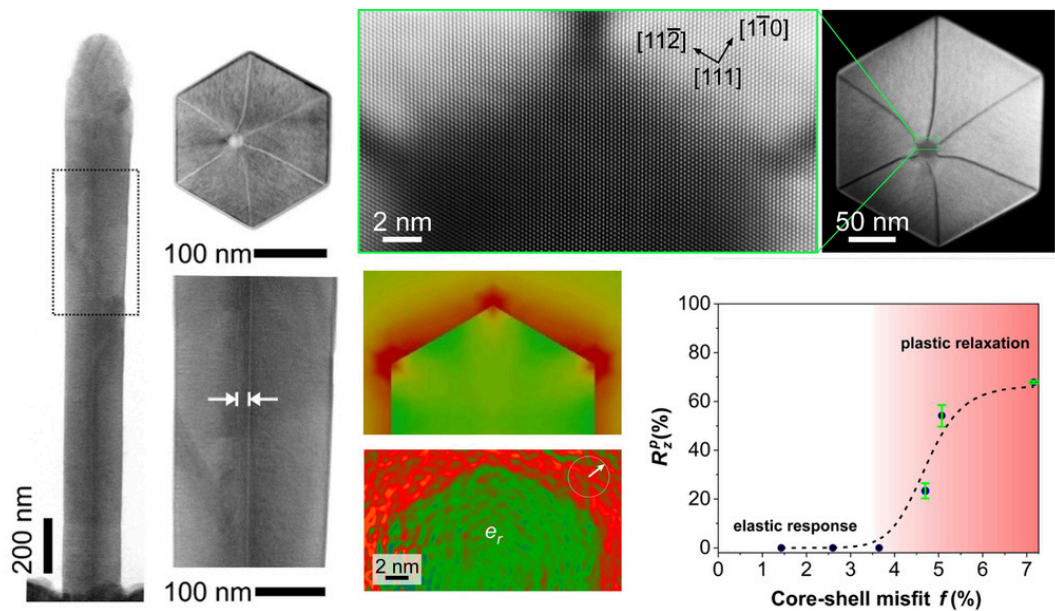 200 nm
100 nm
100 nm
[112̅]
[11̅0]
[111]
2 nm
50 nm
e_r
2 nm
R_z^p(%)
100
80
60
40
20
0
plastic relaxation
elastic response
0 1 2 3 4 5 6 7
Core-shell misfit f (%)